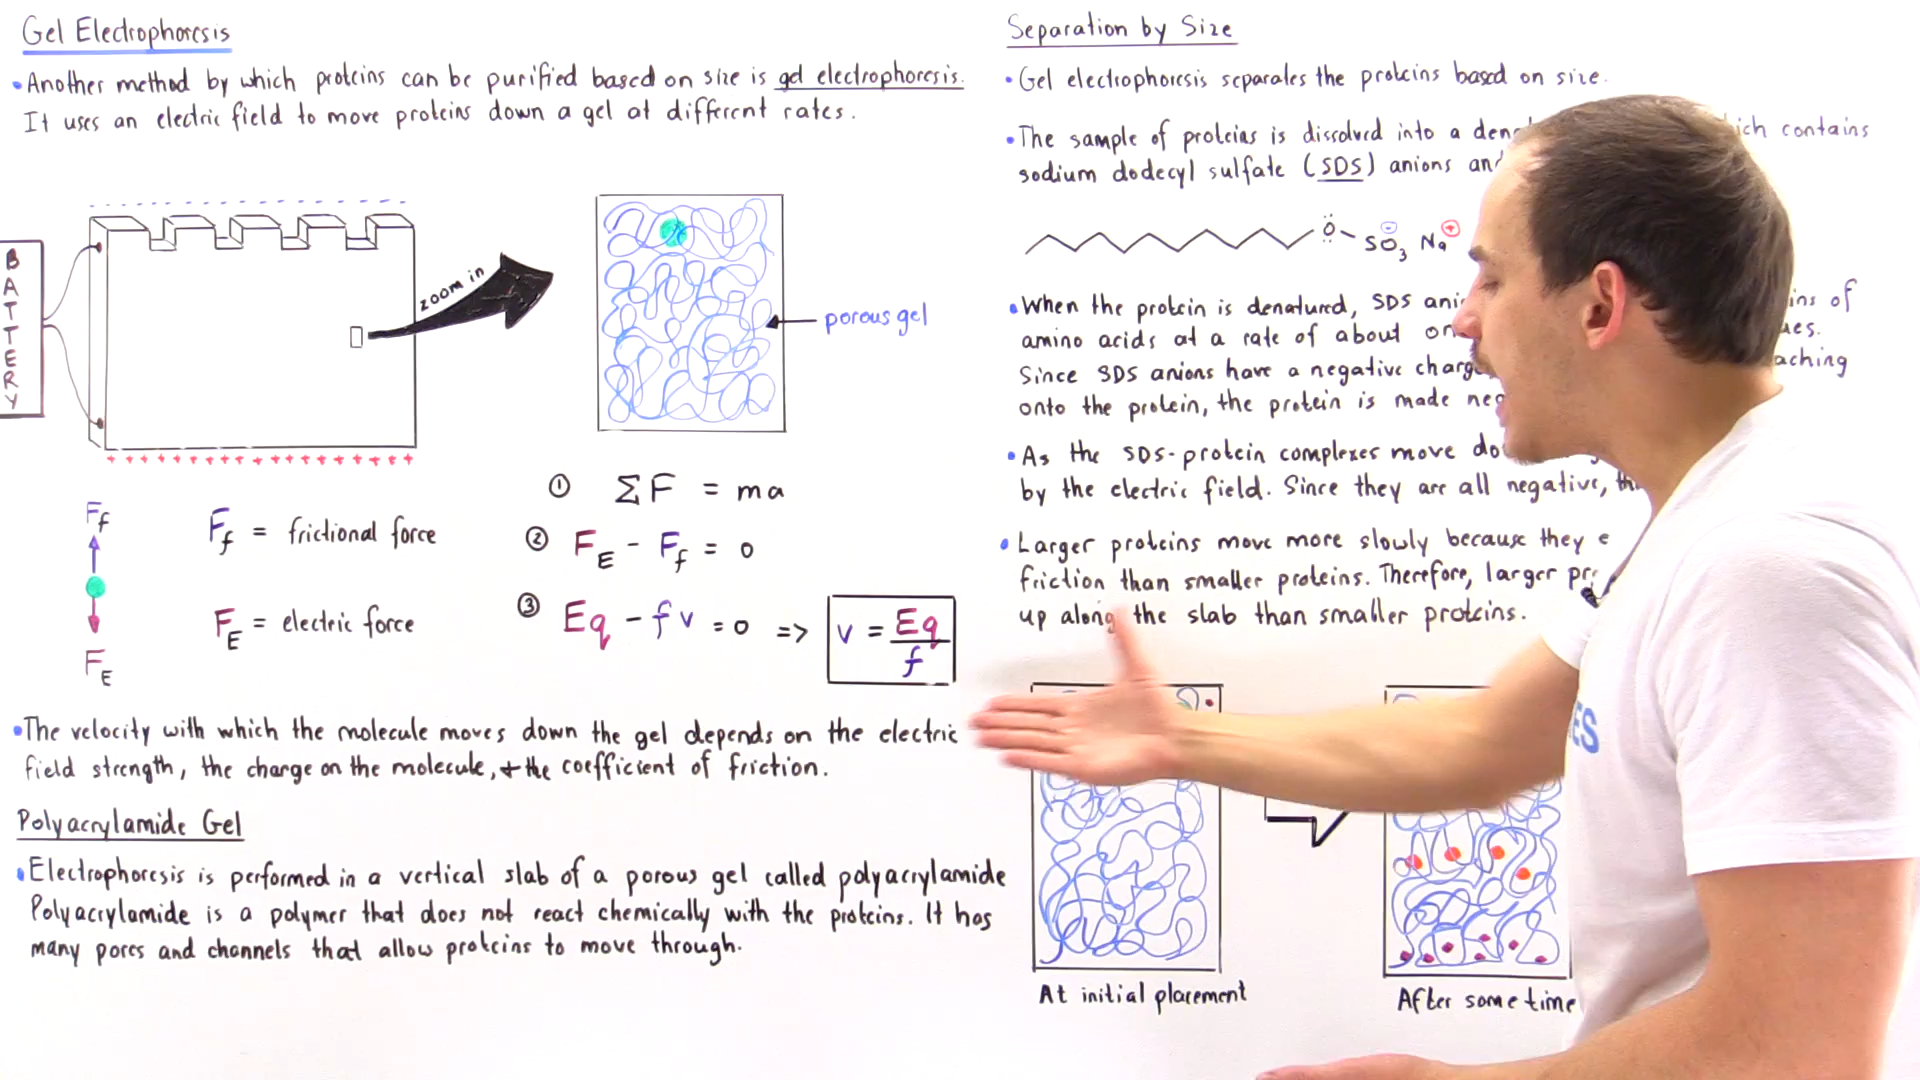 Gel Electrophoresis
•Another method by which proteins can be purified based on size is gel electrophoresis.
It uses an electric field to move proteins down a gel at different rates.
BATTERY
zoom in
porous gel
Ff
FE
Ff = frictional force
FE = electric force
① ΣF = ma
② FE - Ff = 0
③ Eq - fv = 0 => v = Eq/f
•The velocity with which the molecule moves down the gel depends on the electric
field strength, the charge on the molecule, + the coefficient of friction.
Polyacrylamide Gel
•Electrophoresis is performed in a vertical slab of a porous gel called polyacrylamide
Polyacrylamide is a polymer that does not react chemically with the proteins. It has
many pores and channels that allow proteins to move through.
Separation by Size
•Gel electrophoresis separates the proteins based on size.
•The sample of proteins is dissolved into a contains
sodium dodecyl sulfate (SDS) anions
O - SO3 Na
•When the protein is denatured, SDS of
amino acids at a rate of about
Since SDS anions have a negative
onto the protein, the protein is made
•As the SDS-protein complexes move
by the electric field. Since they are all negative,
•Larger proteins move more slowly because they
friction than smaller proteins. Therefore, larger
up along the slab than smaller proteins.
At initial placement
After some time
ES